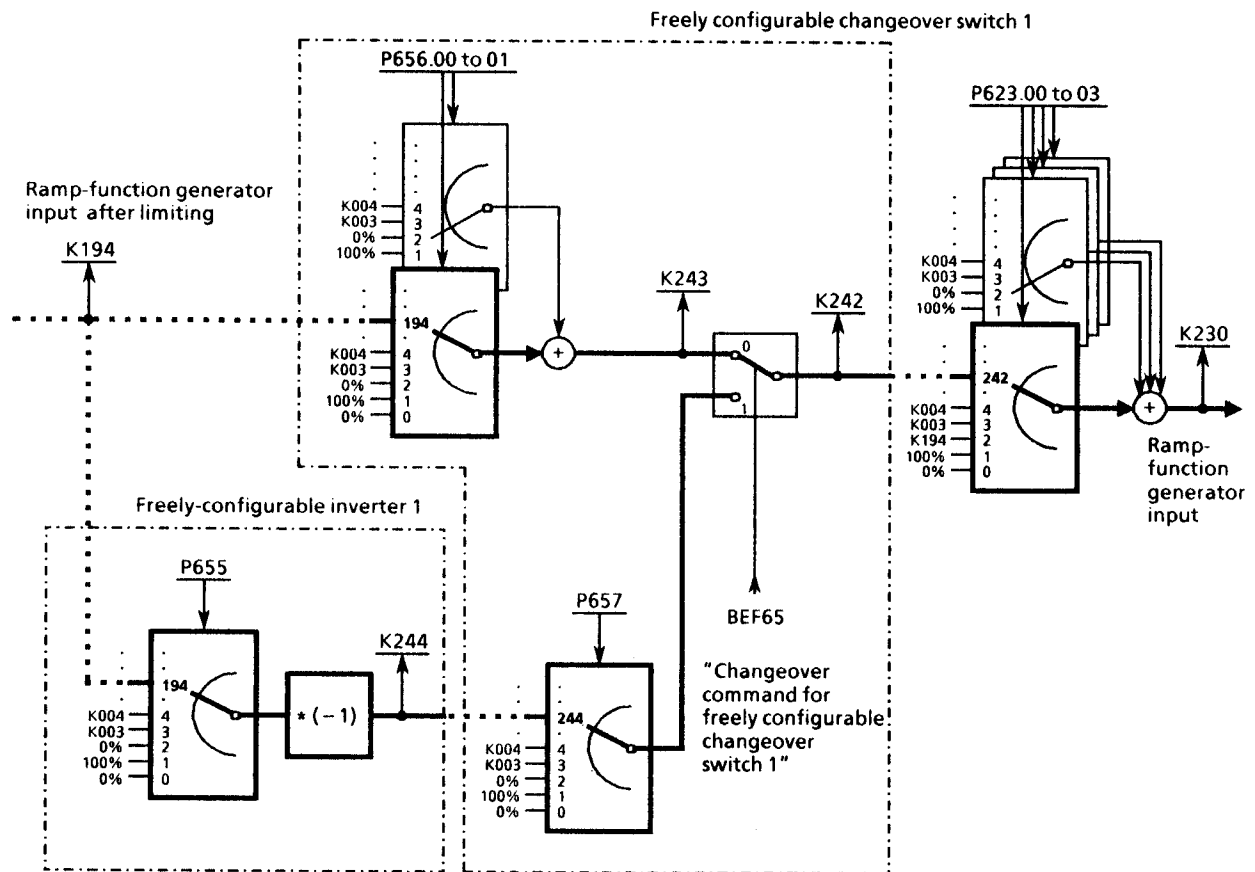 Freely configurable changeover switch 1
P656.00 to 01
P623.00 to 03
Ramp-function generator
input after limiting
K194
K004 4
K003 3
0% 2
100% 1
194
K004 4
K003 3
0% 2
100% 1
0% 0
+
K243
0
1
K242
K004 4
K003 3
0% 2
100% 1
242
K004 4
K003 3
K194 2
100% 1
0% 0
+
K230
Ramp-
function
generator
input
Freely-configurable inverter 1
P655
194
K004 4
K003 3
0% 2
100% 1
0% 0
* (−1)
K244
P657
244
K004 4
K003 3
0% 2
100% 1
0% 0
BEF65
"Changeover
command for
freely configurable
changeover
switch 1"